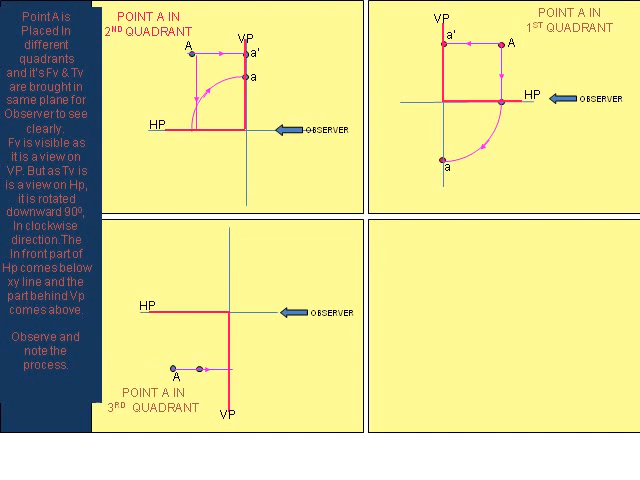 Point A is
Placed In
different
quadrants
and it's Fv & Tv
are brought in
same plane for
Observer to see
clearly.
Fv is visible as
it is a view on
VP. But as Tv is
is a view on Hp,
it is rotated
downward 90⁰,
In clockwise
direction.The
In front part of
Hp comes below
xy line and the
part behind Vp
comes above.
Observe and
note the
process.
POINT A IN
2ND QUADRANT
VP
A
a'
a
HP
OBSERVER
POINT A IN
1ST QUADRANT
VP
a'
A
HP
OBSERVER
a
HP
OBSERVER
A
POINT A IN
3RD QUADRANT
VP